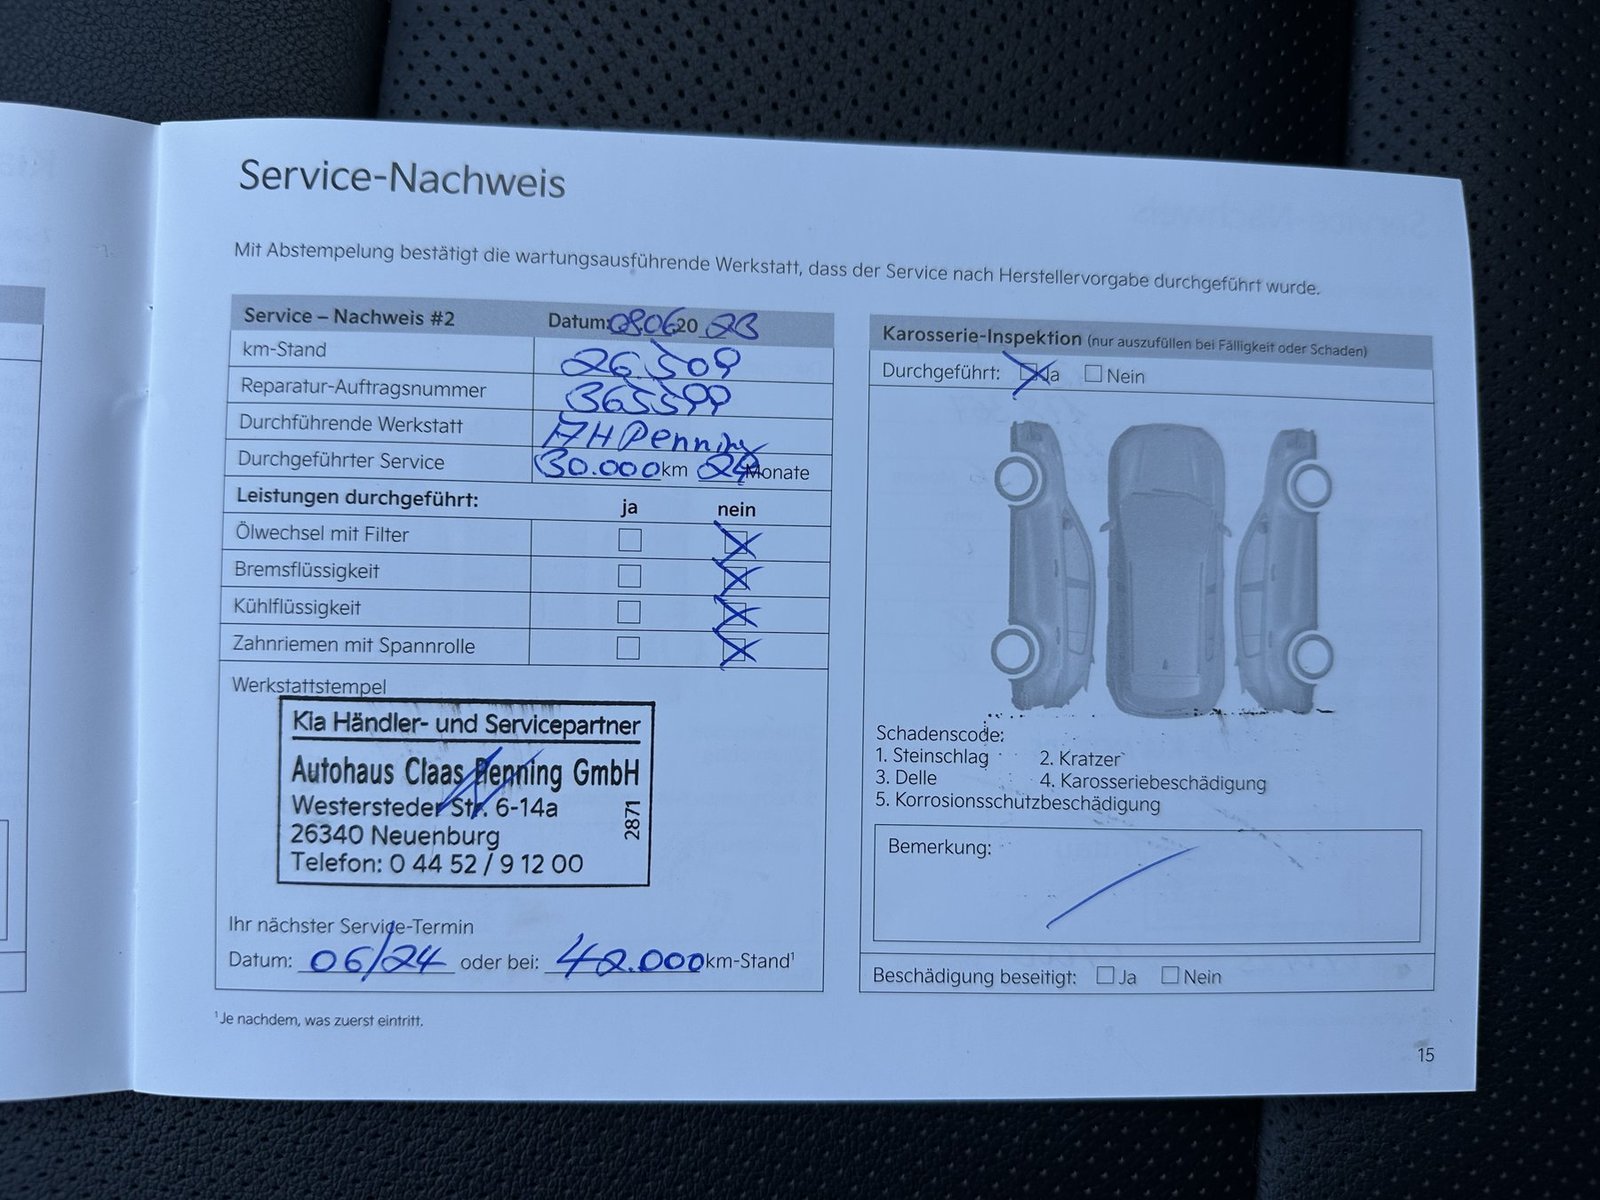 Service-Nachweis
Mit Abstempelung bestätigt die wartungsausführende Werkstatt, dass der Service nach Herstellervorgabe durchgeführt wurde.
Service – Nachweis #2 Datum: 09.06.20 23
km-Stand 26.509
Reparatur-Auftragsnummer 365599
Durchführende Werkstatt AH Penning
Durchgeführter Service 30.000 km 24 Monate
Leistungen durchgeführt: ja nein
Ölwechsel mit Filter
Bremsflüssigkeit
Kühlflüssigkeit
Zahnriemen mit Spannrolle
Werkstattstempel
Kia Händler- und Servicepartner
Autohaus Claas Penning GmbH
Westersteder Str. 6-14a
26340 Neuenburg
Telefon: 0 44 52 / 9 12 00
2871
Ihr nächster Service-Termin
Datum: 06/24 oder bei: 42.000 km-Stand¹
¹ Je nachdem, was zuerst eintritt.
Karosserie-Inspektion (nur auszufüllen bei Fälligkeit oder Schaden)
Durchgeführt: Ja Nein
Schadenscode:
1. Steinschlag 2. Kratzer
3. Delle 4. Karosseriebeschädigung
5. Korrosionsschutzbeschädigung
Bemerkung:
Beschädigung beseitigt: Ja Nein
15